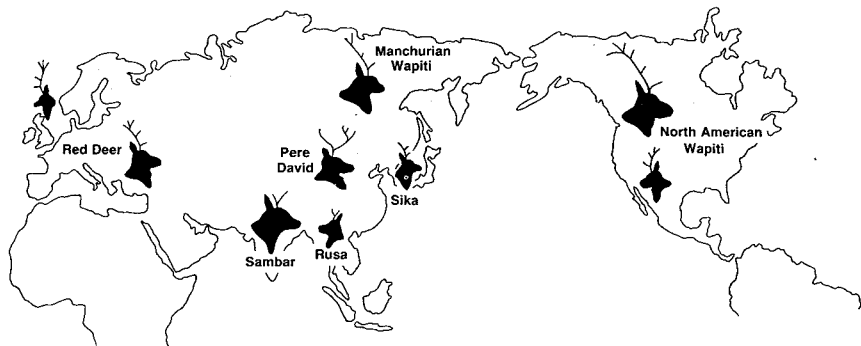 Manchurian
Wapiti
North American
Wapiti
Red Deer
Pere
David
Sika
Sambar
Rusa